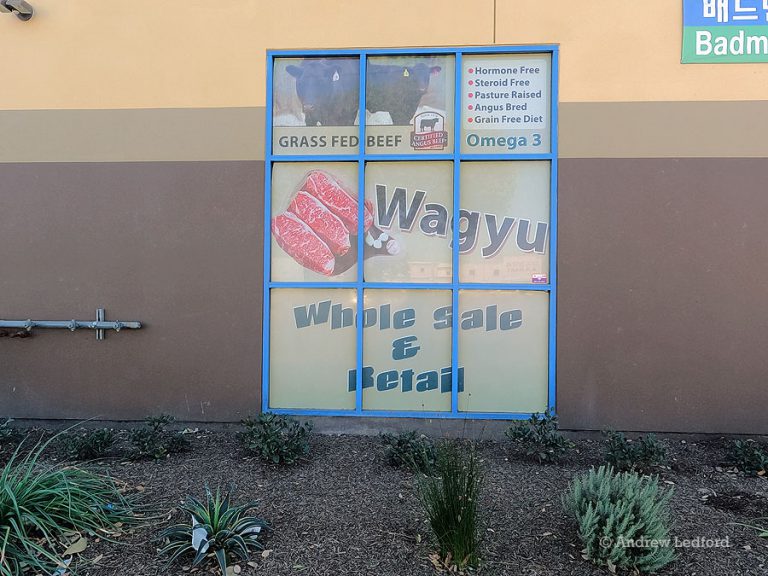 배드민
Badm
• Hormone Free
• Steroid Free
• Pasture Raised
• Angus Bred
• Grain Free Diet
GRASS FED BEEF
CERTIFIED
ANGUS BEEF
Omega 3
Wagyu
Whole Sale
&
Retail
© Andrew Ledford